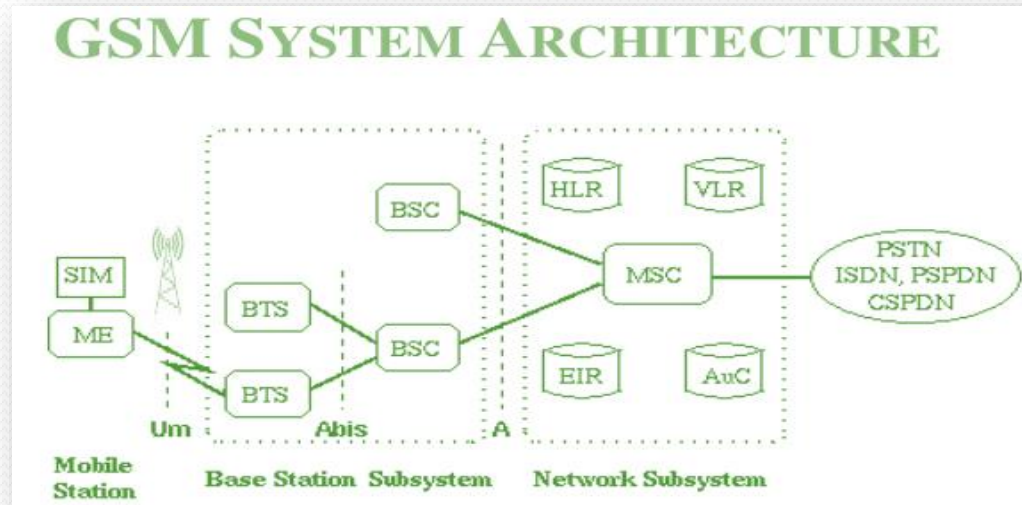 GSM SYSTEM ARCHITECTURE
HLR
VLR
BSC
PSTN
ISDN, PSPDN
CSPDN
SIM
MSC
BTS
ME
BSC
EIR
AuC
BTS
Um
Abis
A
Mobile
Station
Base Station Subsystem
Network Subsystem